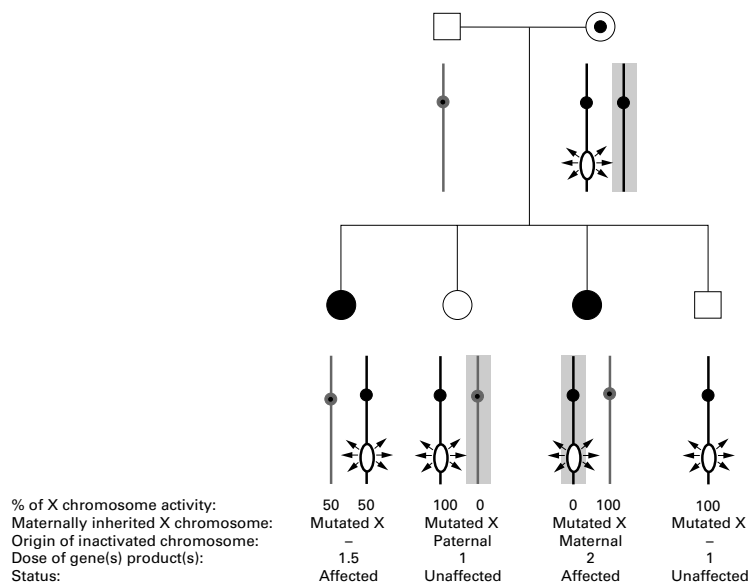 % of X chromosome activity: 50 50 100 0 0 100 100
Maternally inherited X chromosome: Mutated X Mutated X Mutated X Mutated X
Origin of inactivated chromosome: – Paternal Maternal –
Dose of gene(s) product(s): 1.5 1 2 1
Status: Affected Unaffected Affected Unaffected